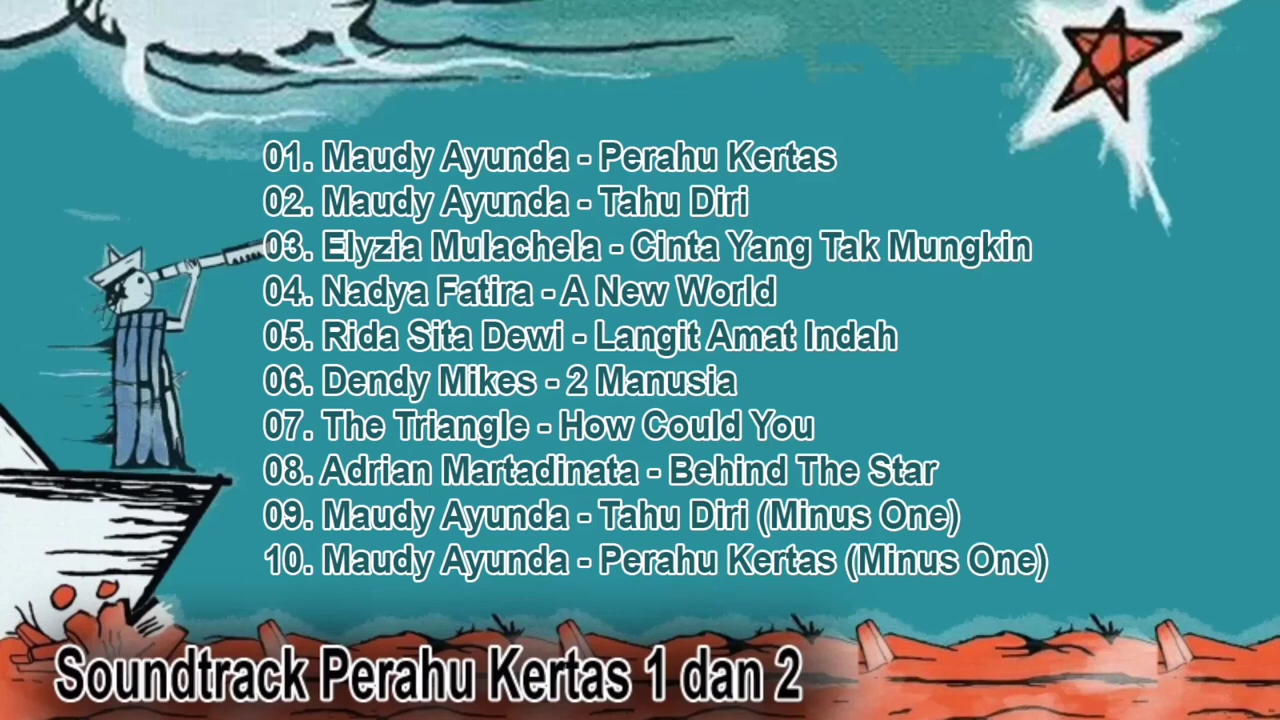 01. Maudy Ayunda - Perahu Kertas
02. Maudy Ayunda - Tahu Diri
03. Elyzia Mulachela - Cinta Yang Tak Mungkin
04. Nadya Fatira - A New World
05. Rida Sita Dewi - Langit Amat Indah
06. Dendy Mikes - 2 Manusia
07. The Triangle - How Could You
08. Adrian Martadinata - Behind The Star
09. Maudy Ayunda - Tahu Diri (Minus One)
10. Maudy Ayunda - Perahu Kertas (Minus One)
Soundtrack Perahu Kertas 1 dan 2